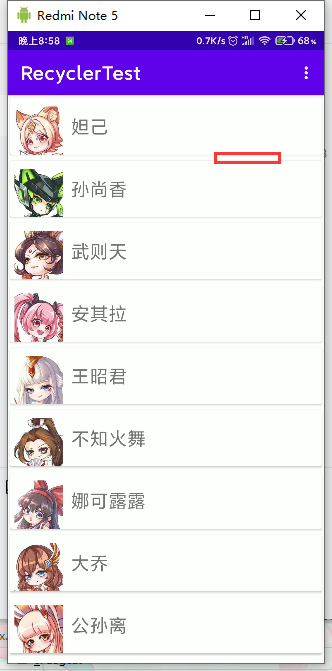 Redmi Note 5
晚上8:58
0.7K/s
68%
RecyclerTest
妲己
孙尚香
武则天
安其拉
王昭君
不知火舞
娜可露露
大乔
公孙离